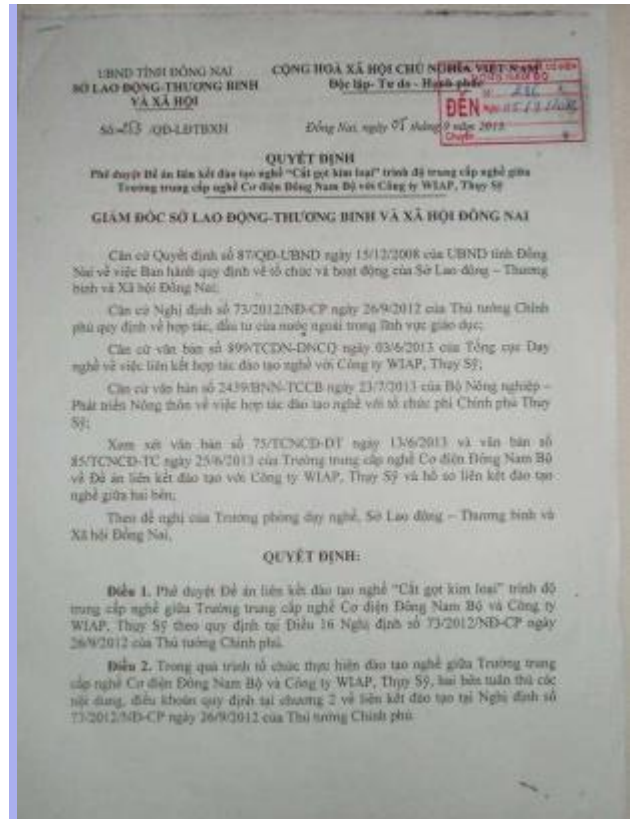 UBND TỈNH ĐỒNG NAI
SỞ LAO ĐỘNG-THƯƠNG BINH
VÀ XÃ HỘI
CỘNG HOÀ XÃ HỘI CHỦ NGHĨA VIỆT NAM
Độc lập- Tự do - Hạnh phúc
ĐẾN
Số: /QĐ-LĐTBXH
Đồng Nai, ngày tháng 9 năm 2013
QUYẾT ĐỊNH
Phê duyệt Đề án liên kết đào tạo nghề “Cắt gọt kim loại” trình độ trung cấp nghề giữa
Trường trung cấp nghề Cơ điện Đông Nam Bộ với Công ty WIAP, Thụy Sỹ
GIÁM ĐỐC SỞ LAO ĐỘNG-THƯƠNG BINH VÀ XÃ HỘI ĐỒNG NAI
Căn cứ Quyết định số 87/QĐ-UBND ngày 15/12/2008 của UBND tỉnh Đồng
Nai về việc Ban hành quy định về tổ chức và hoạt động của Sở Lao động – Thương
binh và Xã hội Đồng Nai;
Căn cứ Nghị định số 73/2012/NĐ-CP ngày 26/9/2012 của Thủ tướng Chính
phủ quy định về hợp tác, đầu tư của nước ngoài trong lĩnh vực giáo dục;
Căn cứ văn bản số 899/TCDN-DNCQ ngày 03/6/2013 của Tổng cục Dạy
nghề về việc liên kết hợp tác đào tạo nghề với Công ty WIAP, Thụy Sỹ;
Căn cứ văn bản số 2439/BNN-TCCB ngày 23/7/2013 của Bộ Nông nghiệp –
Phát triển Nông thôn về việc hợp tác đào tạo nghề với tổ chức phi Chính phủ Thụy
Sỹ;
Xem xét văn bản số 75/TCNCĐ-ĐT ngày 13/6/2013 và văn bản số
85/TCNCĐ-TC ngày 25/6/2013 của Trường trung cấp nghề Cơ điện Đông Nam Bộ
về Đề án liên kết đào tạo với Công ty WIAP, Thụy Sỹ và hồ sơ liên kết đào tạo
nghề giữa hai bên;
Theo đề nghị của Trưởng phòng dạy nghề, Sở Lao động – Thương binh và
Xã hội Đồng Nai,
QUYẾT ĐỊNH:
Điều 1. Phê duyệt Đề án liên kết đào tạo nghề “Cắt gọt kim loại” trình độ
trung cấp nghề giữa Trường trung cấp nghề Cơ điện Đông Nam Bộ và Công ty
WIAP, Thụy Sỹ theo quy định tại Điều 16 Nghị định số 73/2012/NĐ-CP ngày
26/9/2012 của Thủ tướng Chính phủ.
Điều 2. Trong quá trình tổ chức thực hiện đào tạo nghề giữa Trường trung
cấp nghề Cơ điện Đông Nam Bộ và Công ty WIAP, Thụy Sỹ, hai bên tuân thủ các
nội dung, điều khoản quy định tại chương 2 về liên kết đào tạo tại Nghị định số
73/2012/NĐ-CP ngày 26/9/2012 của Thủ tướng Chính phủ.